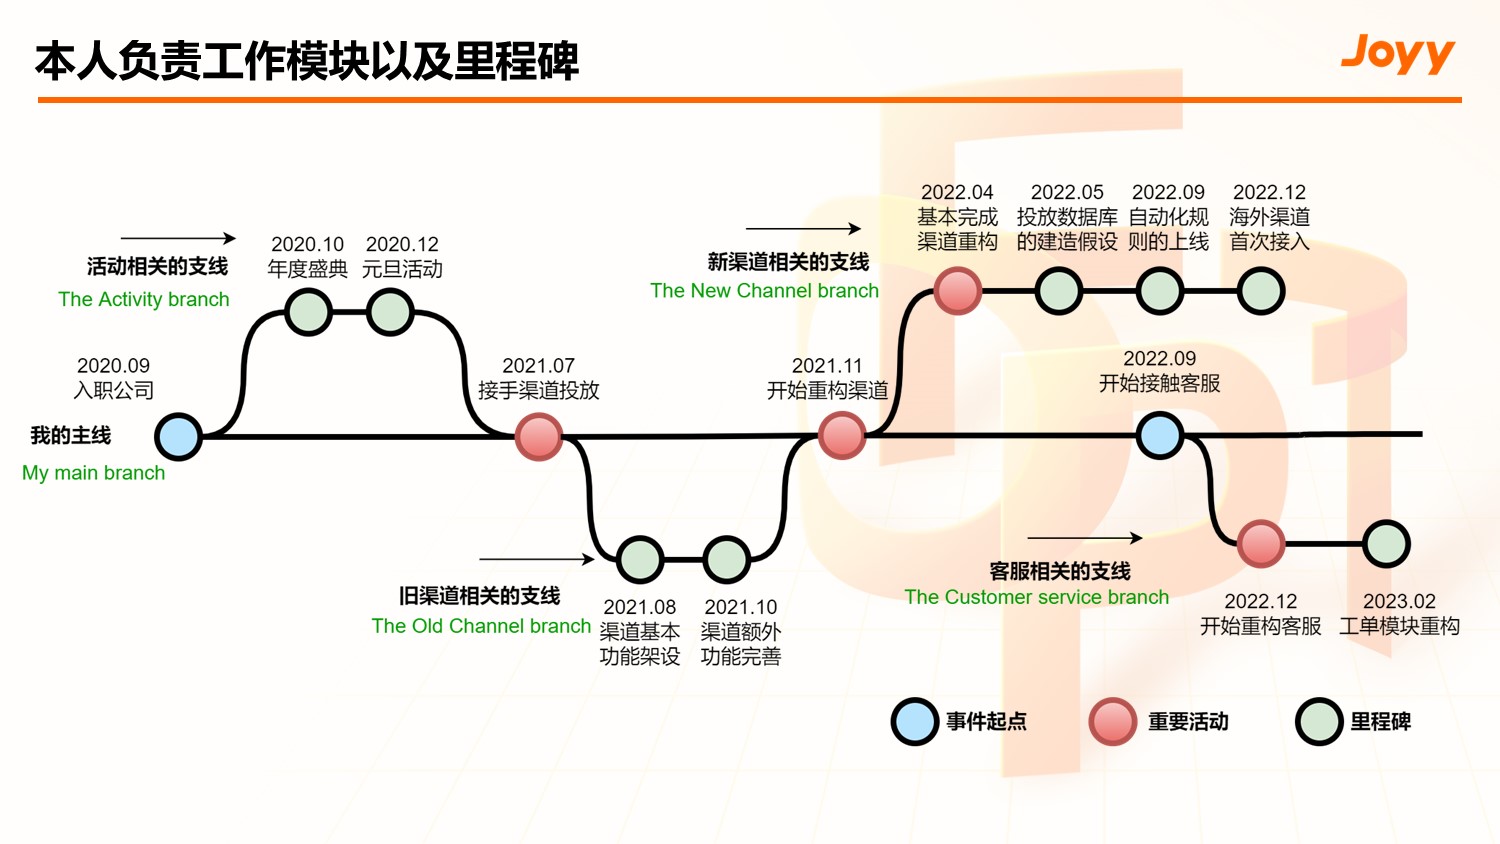 本人负责工作模块以及里程碑
Joyy
2022.04
基本完成
渠道重构
2022.05
投放数据库
的建造假设
2022.09
自动化规
则的上线
2022.12
海外渠道
首次接入
活动相关的支线
The Activity branch
2020.10
年度盛典
2020.12
元旦活动
新渠道相关的支线
The New Channel branch
2020.09
入职公司
2021.07
接手渠道投放
2021.11
开始重构渠道
2022.09
开始接触客服
我的主线
My main branch
旧渠道相关的支线
The Old Channel branch
2021.08
渠道基本
功能架设
2021.10
渠道额外
功能完善
客服相关的支线
The Customer service branch
2022.12
开始重构客服
2023.02
工单模块重构
事件起点
重要活动
里程碑